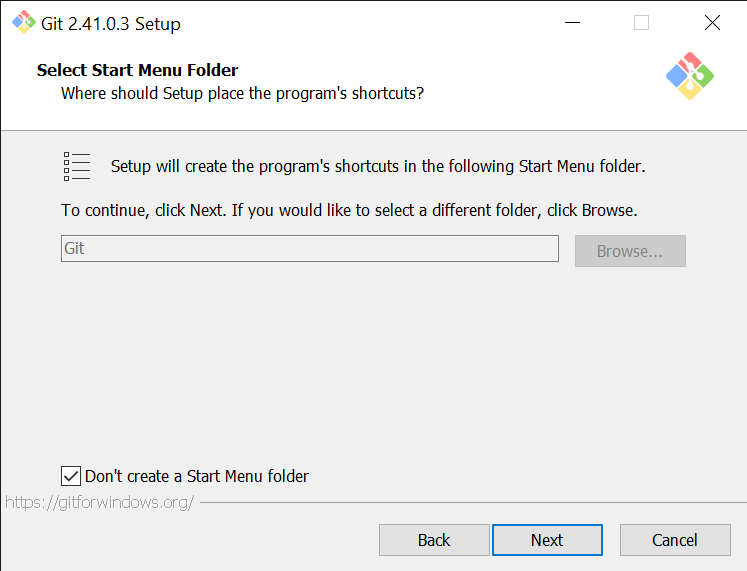 Git 2.41.0.3 Setup
Select Start Menu Folder
Where should Setup place the program's shortcuts?
Setup will create the program's shortcuts in the following Start Menu folder.
To continue, click Next. If you would like to select a different folder, click Browse.
Git
Browse...
Don't create a Start Menu folder
https://gitforwindows.org/
Back
Next
Cancel